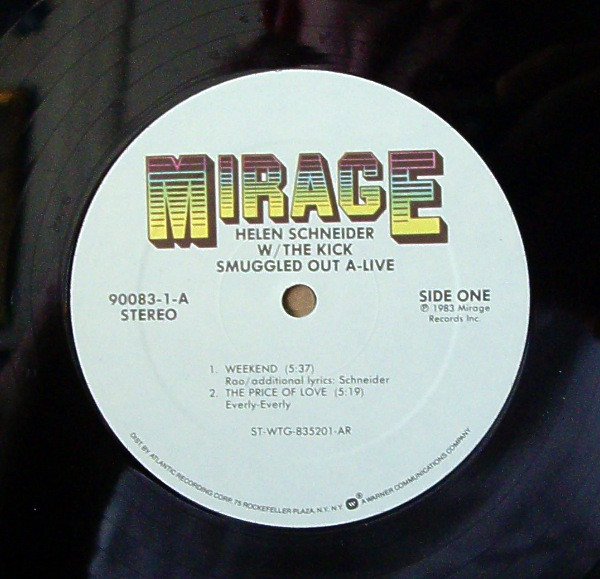 MIRAGE
HELEN SCHNEIDER
W/THE KICK
SMUGGLED OUT A-LIVE
90083-1-A
STEREO
SIDE ONE
℗ 1983 Mirage
Records Inc.
1. WEEKEND (5:37)
Rao/additional lyrics: Schneider
2. THE PRICE OF LOVE (5:19)
Everly-Everly
ST-WTG-835201-AR
DIST. BY ATLANTIC RECORDING CORP. 75 ROCKEFELLER PLAZA, N.Y., N.Y. W ® A WARNER COMMUNICATIONS COMPANY